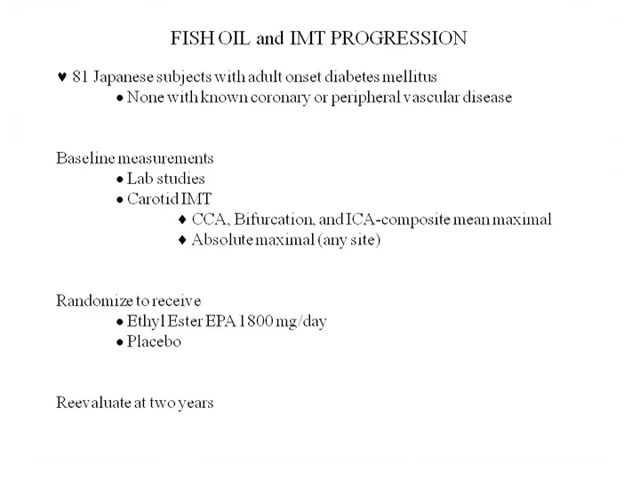 FISH OIL and IMT PROGRESSION
♥ 81 Japanese subjects with adult onset diabetes mellitus
● None with known coronary or peripheral vascular disease
Baseline measurements
● Lab studies
● Carotid IMT
♦ CCA, Bifurcation, and ICA-composite mean maximal
♦ Absolute maximal (any site)
Randomize to receive
● Ethyl Ester EPA 1800 mg/day
● Placebo
Reevaluate at two years